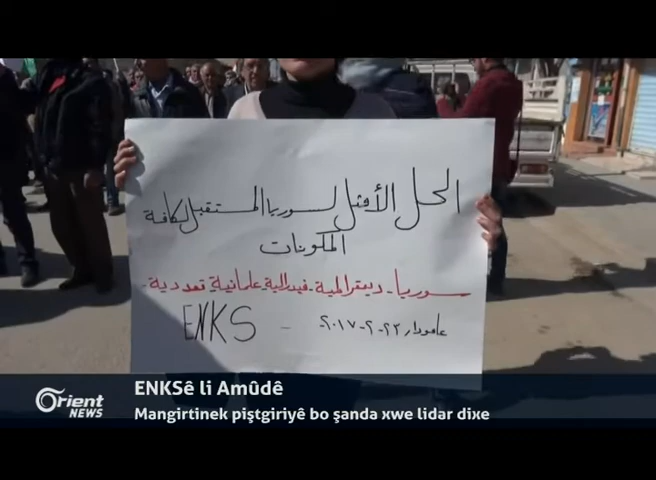 الحل الأمثل لسوريا المستقبل لكافة
المكونات
سوريا - ديمقراطية - فيدرالية علمانية تعددية -
ENKS - عامودا ٢٣-٢-٢٠١٧-
Orient NEWS
ENKSê li Amûdê
Mangirtinek piştgiriyê bo şanda xwe lidar dixe